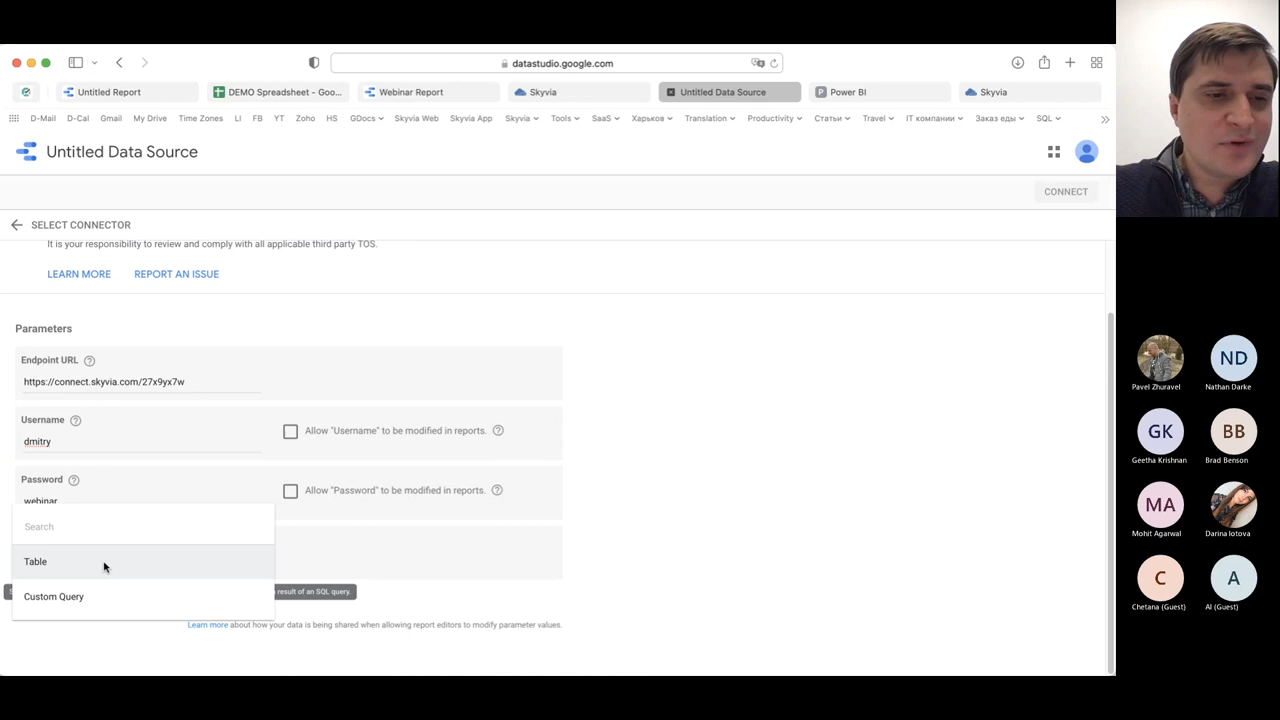 datastudio.google.com
Untitled Report
DEMO Spreadsheet - Goo...
Webinar Report
Skyvia
Untitled Data Source
Power BI
Skyvia
D-Mail D-Cal Gmail My Drive Time Zones LI FB YT Zoho HS GDocs Skyvia Web Skyvia App Skyvia Tools SaaS Харьков Translation Productivity Статьи Travel IT компании Заказ еды SQL
Untitled Data Source
CONNECT
SELECT CONNECTOR
It is your responsibility to review and comply with all applicable third party TOS.
LEARN MORE REPORT AN ISSUE
Parameters
Endpoint URL
https://connect.skyvia.com/27x9yx7w
Username
Allow "Username" to be modified in reports.
dmitry
Password
Allow "Password" to be modified in reports.
webinar
Search
Table
result of an SQL query.
Custom Query
Learn more about how your data is being shared when allowing report editors to modify parameter values.
Pavel Zhuravel
ND
Nathan Darke
GK
Geetha Krishnan
BB
Brad Benson
MA
Mohit Agarwal
Darina Iotova
C
Chetana (Guest)
A
Al (Guest)